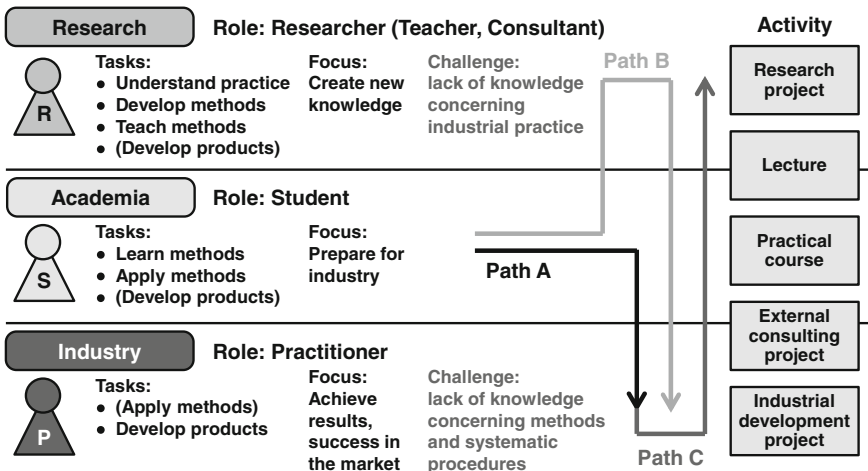 Research
Role: Researcher (Teacher, Consultant)
Activity
Tasks:
• Understand practice
• Develop methods
• Teach methods
• (Develop products)
Focus:
Create new
knowledge
Challenge:
lack of knowledge
concerning
industrial practice
Path B
R
Research
project
Lecture
Academia
Role: Student
Tasks:
• Learn methods
• Apply methods
• (Develop products)
Focus:
Prepare for
industry
Path A
S
Practical
course
External
consulting
project
Industry
Role: Practitioner
Tasks:
• (Apply methods)
• Develop products
Focus:
Achieve
results,
success in
the market
Challenge:
lack of knowledge
concerning methods
and systematic
procedures
Path C
P
Industrial
development
project